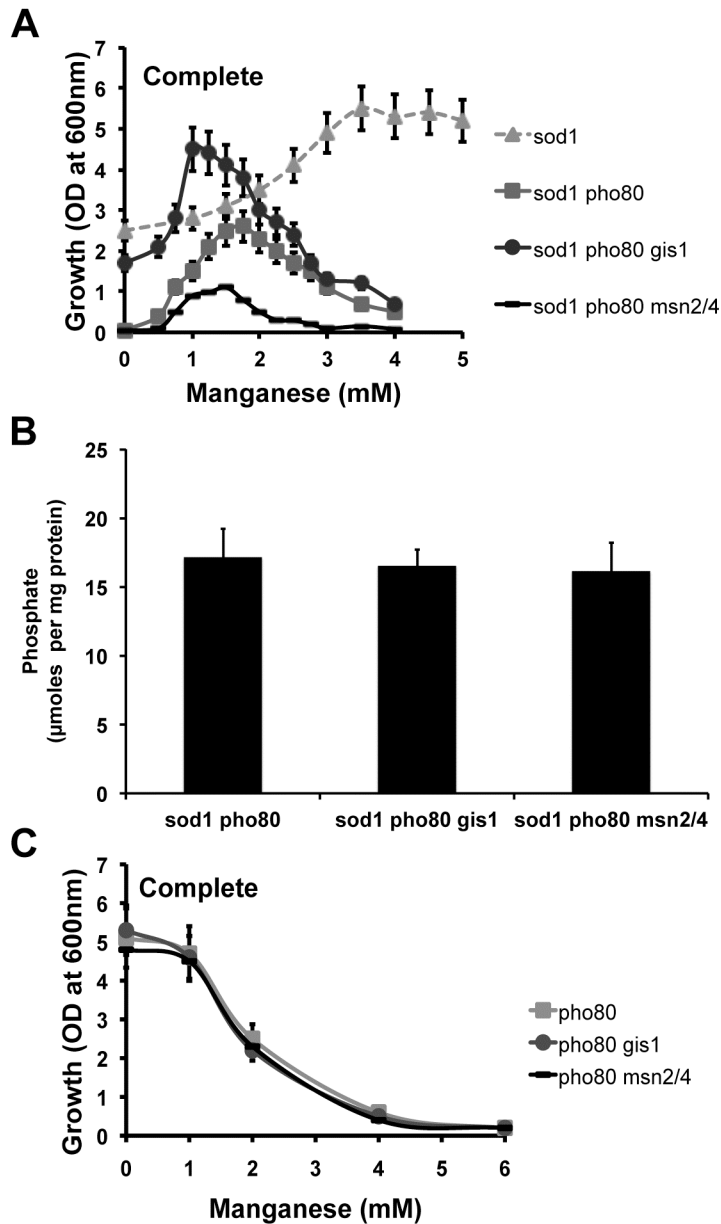 A
Complete
Growth (OD at 600nm)
7
6
5
4
3
2
1
0
0 1 2 3 4 5
Manganese (mM)
sod1
sod1 pho80
sod1 pho80 gis1
sod1 pho80 msn2/4
B
Phosphate
(µmoles per mg protein)
25
20
15
10
5
0
sod1 pho80 sod1 pho80 gis1 sod1 pho80 msn2/4
C
Complete
Growth (OD at 600nm)
7
6
5
4
3
2
1
0
0 1 2 3 4 5 6
Manganese (mM)
pho80
pho80 gis1
pho80 msn2/4